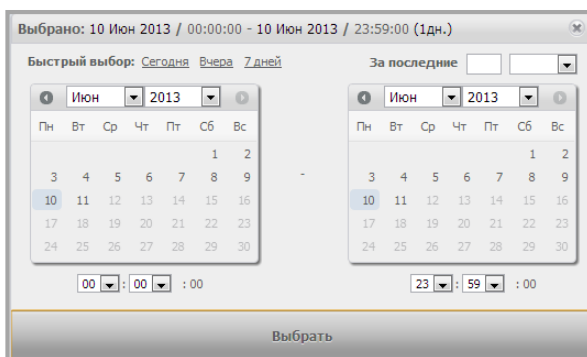 Выбрано: 10 Июн 2013 / 00:00:00 - 10 Июн 2013 / 23:59:00 (1дн.)
Быстрый выбор: Сегодня Вчера 7 дней За последние
Июн 2013 Июн 2013
Пн Вт Ср Чт Пт Сб Вс Пн Вт Ср Чт Пт Сб Вс
1 2 1 2
3 4 5 6 7 8 9 - 3 4 5 6 7 8 9
10 11 12 13 14 15 16 10 11 12 13 14 15 16
17 18 19 20 21 22 23 17 18 19 20 21 22 23
24 25 26 27 28 29 30 24 25 26 27 28 29 30
00 : 00 : 00 23 : 59 : 00
Выбрать